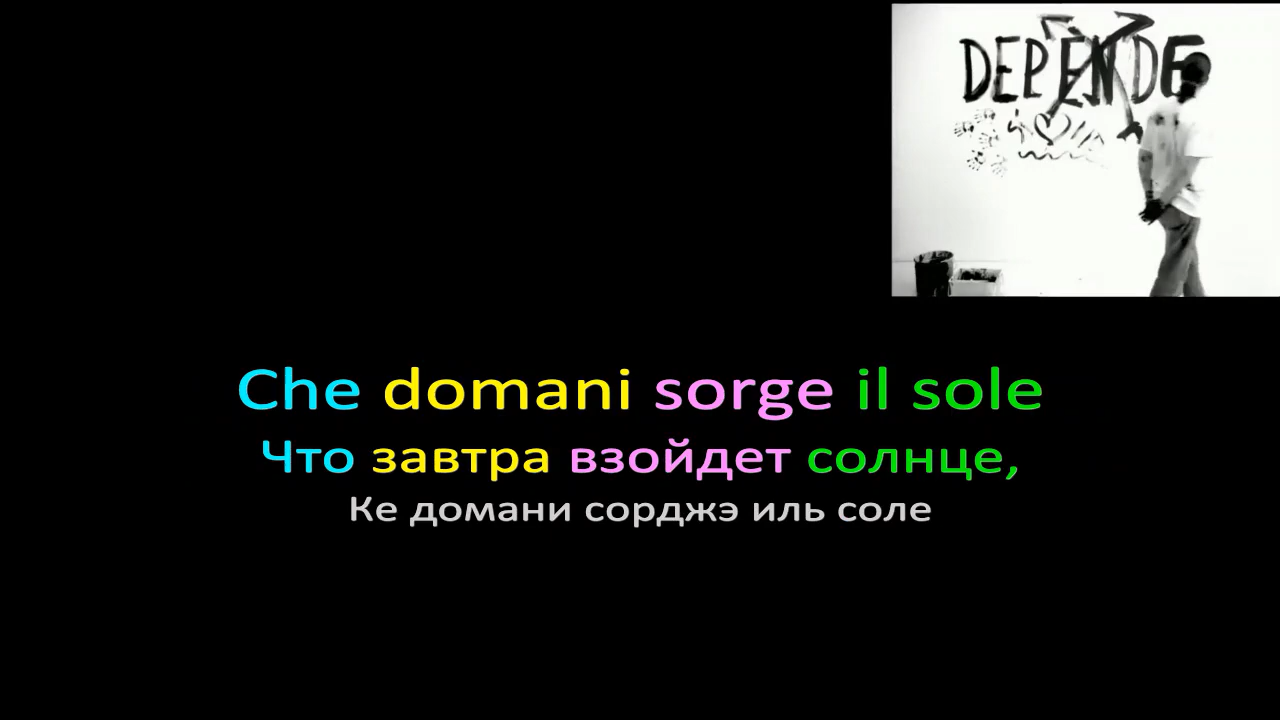 DEPENDE
Che domani sorge il sole
Что завтра взойдет солнце,
Ке домани сорджэ иль соле